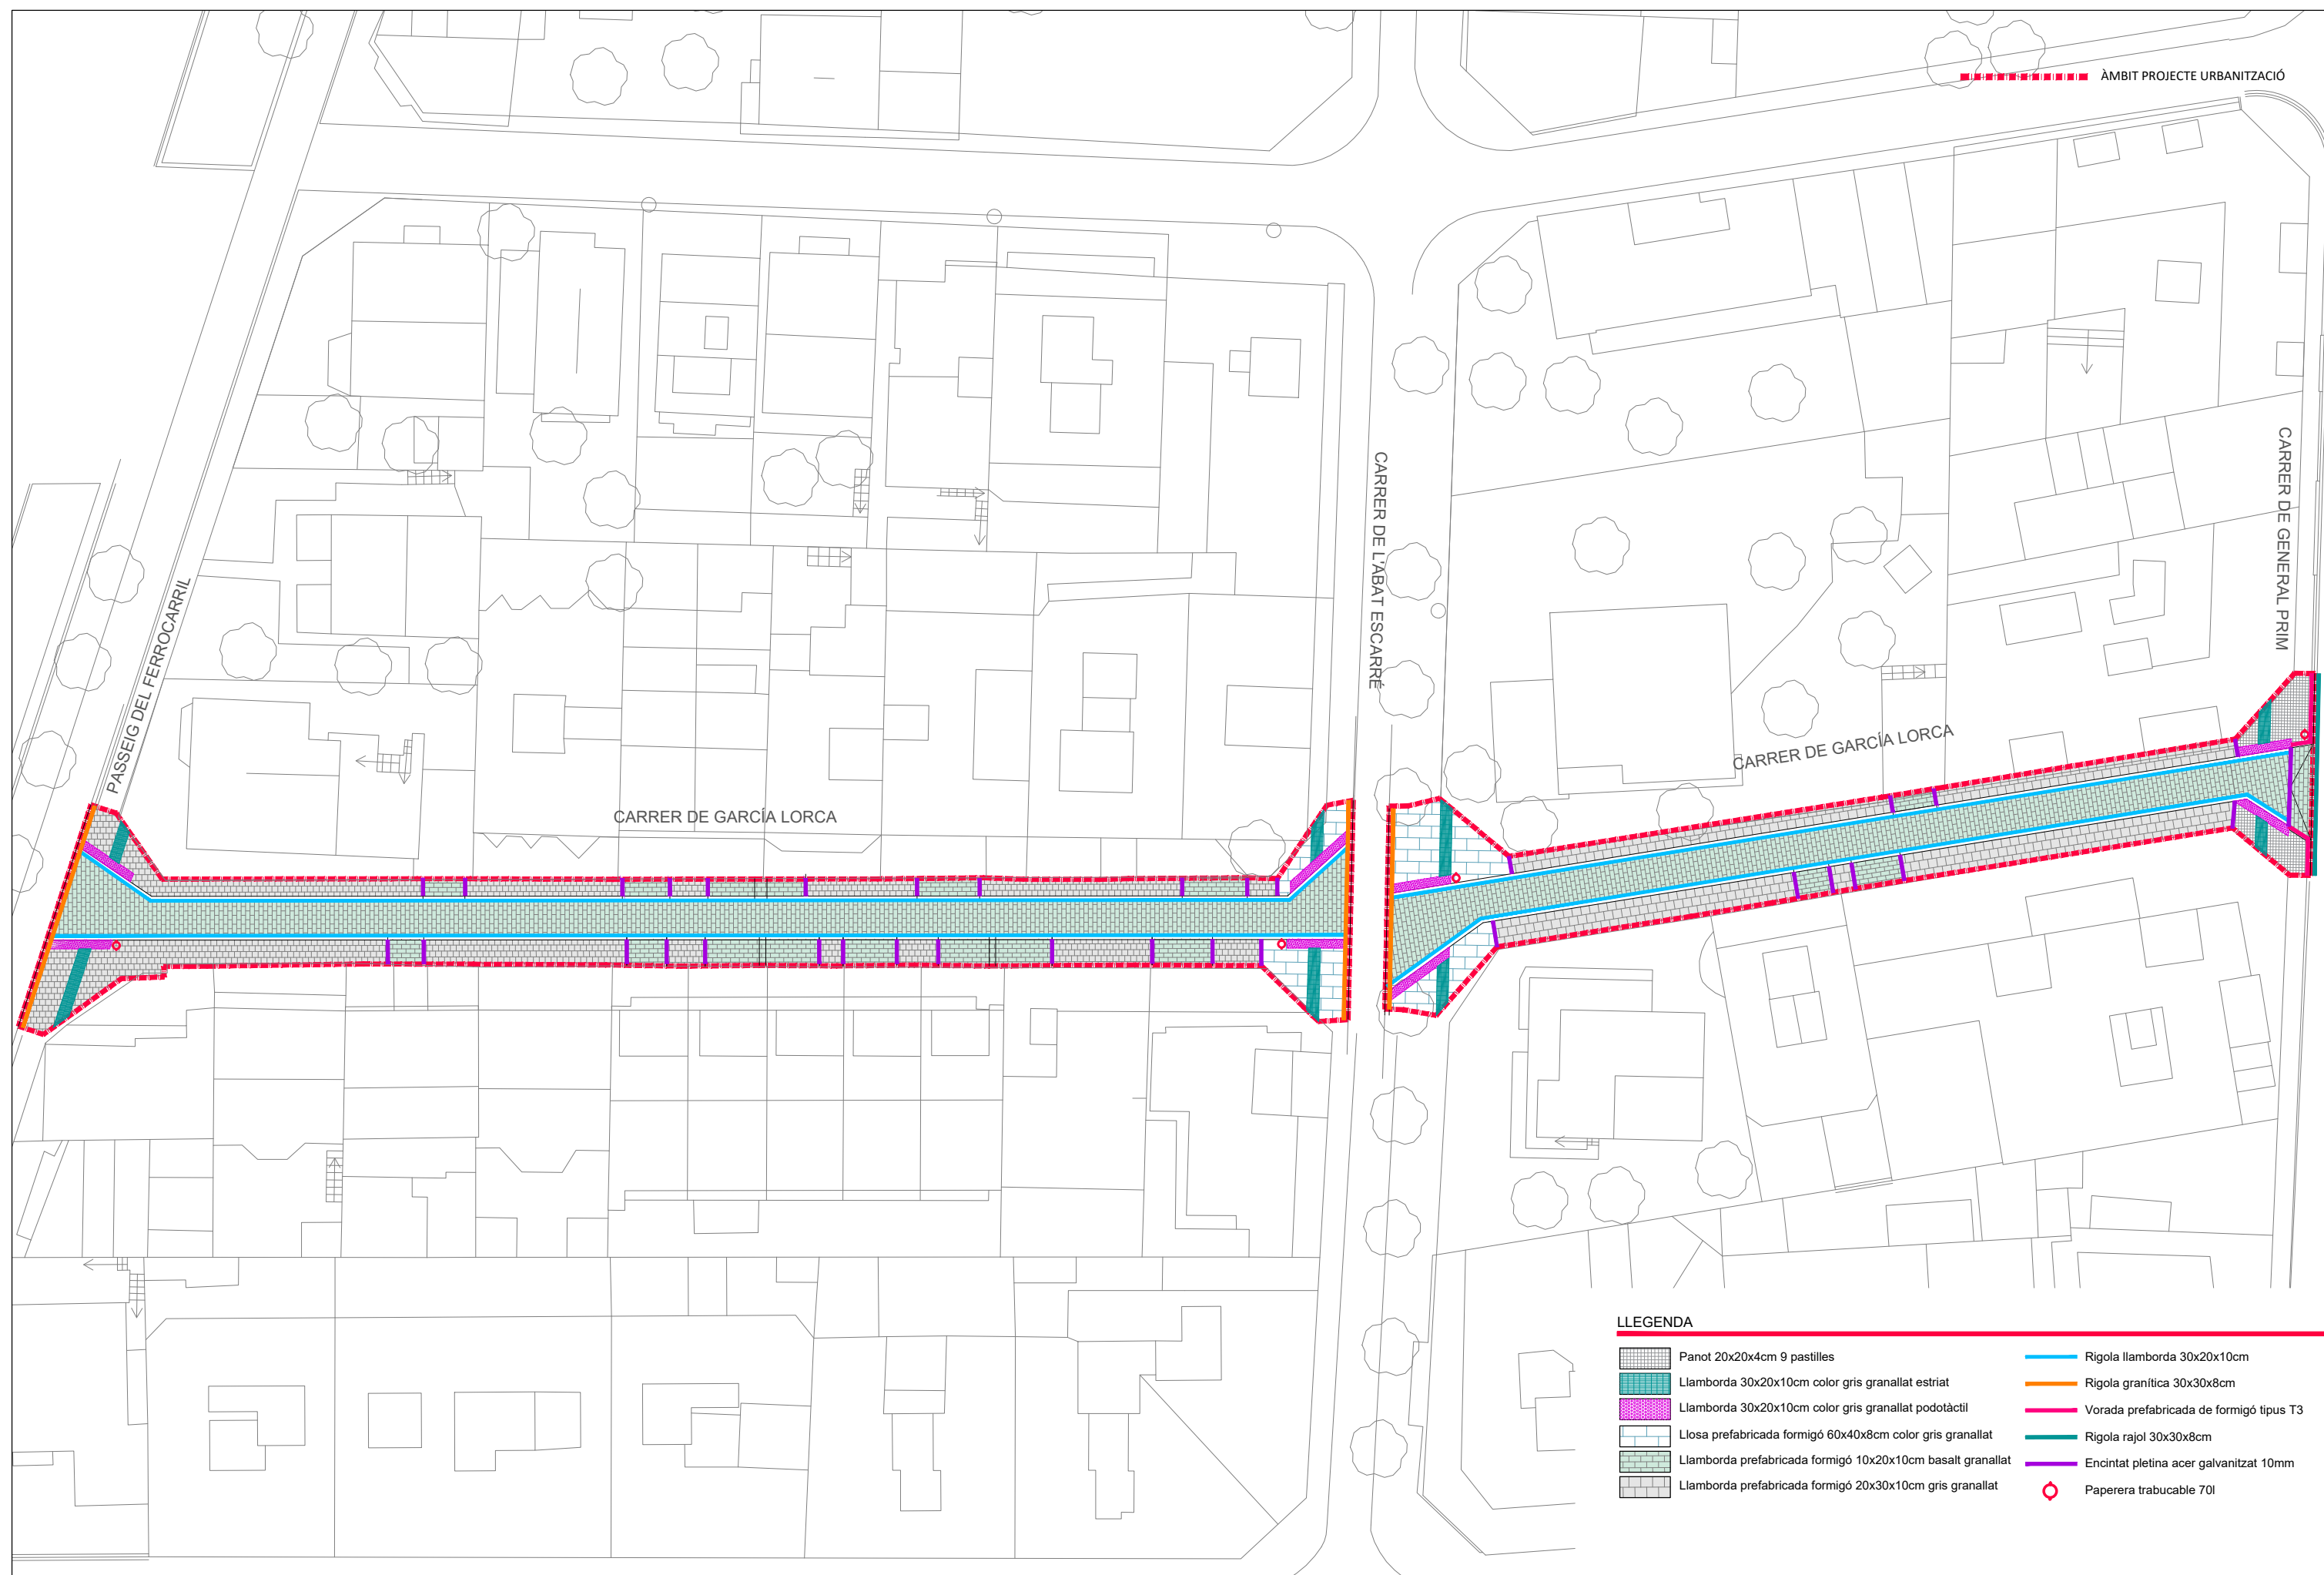 ÀMBIT PROJECTE URBANITZACIÓ
PASSEIG DEL FERROCARRIL
CARRER DE L'ABAT ESCARRÉ
CARRER DE GENERAL PRIM
CARRER DE GARCÍA LORCA
CARRER DE GARCÍA LORCA
LLEGENDA
Panot 20x20x4cm 9 pastilles
Llamborda 30x20x10cm color gris granallat estriat
Llamborda 30x20x10cm color gris granallat podotàctil
Llosa prefabricada formigó 60x40x8cm color gris granallat
Llamborda prefabricada formigó 10x20x10cm basalt granallat
Llamborda prefabricada formigó 20x30x10cm gris granallat
Rigola llamborda 30x20x10cm
Rigola granítica 30x30x8cm
Vorada prefabricada de formigó tipus T3
Rigola rajol 30x30x8cm
Encintat pletina acer galvanitzat 10mm
Paperera trabucable 70l